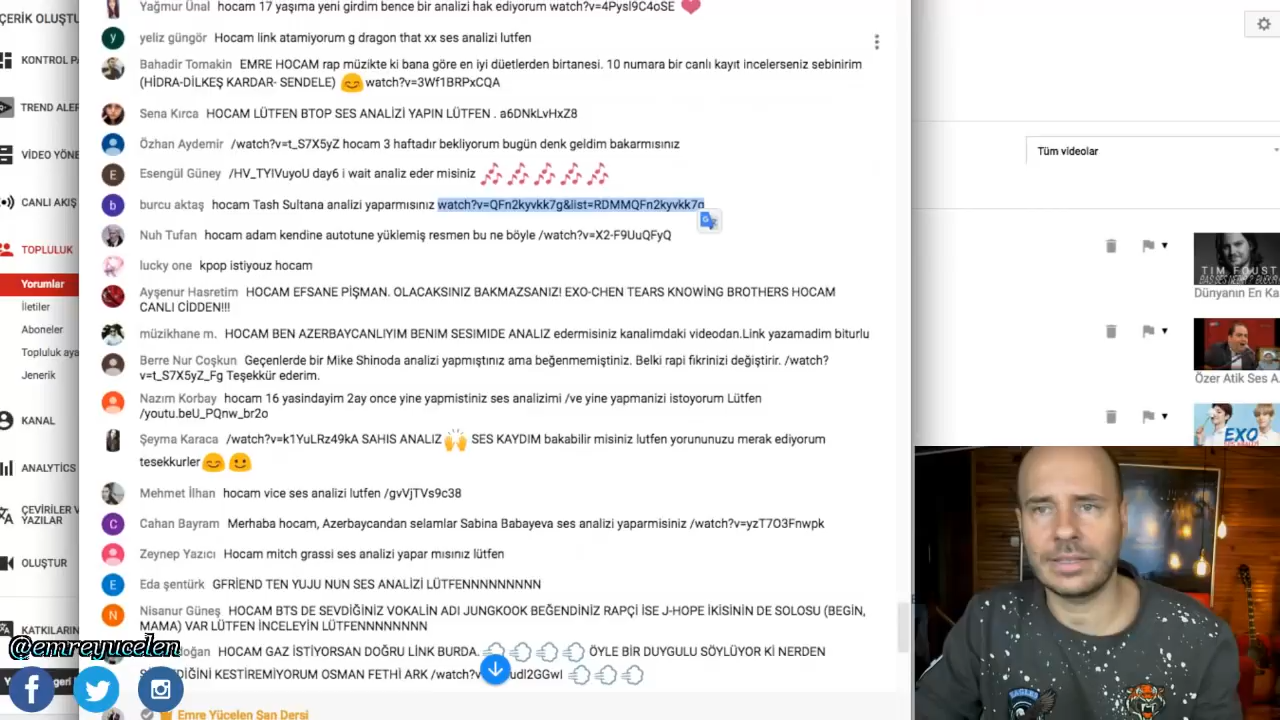 Yağmur Ünal hocam 17 yaşıma yeni girdim bence bir analizi hak ediyorum watch?v=4Pysl9C4oSE
İÇERİK OLUŞTU
yeliz güngör Hocam link atamiyorum g dragon that xx ses analizi lutfen
KONTROL PA
Bahadir Tomakin EMRE HOCAM rap müzikte ki bana göre en iyi düetlerden birtanesi. 10 numara bir canlı kayıt incelerseniz sebinirim
(HİDRA-DİLKEŞ KARDAR- SENDELE) watch?v=3Wf1BRPxCQA
TREND ALER
Sena Kırca HOCAM LÜTFEN BTOP SES ANALİZİ YAPIN LÜTFEN . a6DNkLvHxZ8
Özhan Aydemir /watch?v=t_S7X5yZ hocam 3 haftadır bekliyorum bugün denk geldim bakarmısınız
VİDEO YÖNE
Tüm videolar
Esengül Güney /HV_TYIVuyoU day6 i wait analiz eder misiniz
CANLI AKIŞ
burcu aktaş hocam Tash Sultana analizi yaparmısınız watch?v=QFn2kyvkk7g&list=RDMMQFn2kyvkk7g
Nuh Tufan hocam adam kendine autotune yüklemiş resmen bu ne böyle /watch?v=X2-F9UuQFyQ
TOPLULUK
lucky one kpop istiyouz hocam
TIM FOUST
Yorumlar
Dünyanın En Ka
Ayşenur Hasretim HOCAM EFSANE PİŞMAN. OLACAKSINIZ BAKMAZSANIZ! EXO-CHEN TEARS KNOWİNG BROTHERS HOCAM
CANLI CİDDEN!!!
İletiler
Aboneler
müzikhane m. HOCAM BEN AZERBAYCANLIYIM BENIM SESIMIDE ANALIZ edermisiniz kanalimdaki videodan.Link yazamadim biturlu
Topluluk aya
Berre Nur Coşkun Geçenlerde bir Mike Shinoda analizi yapmıştınız ama beğenmemiştiniz. Belki rapi fikrinizi değiştirir. /watch?
v=t_S7X5yZ_Fg Teşekkür ederim.
Jenerik
Özer Atik Ses A
Nazım Korbay hocam 16 yasindayim 2ay once yine yapmistiniz ses analizimi /ve yine yapmanizi istoyorum Lütfen
/youtu.beU_PQnw_br2o
KANAL
EXO
Şeyma Karaca /watch?v=k1YuLRz49kA SAHIS ANALIZ SES KAYDIM bakabilir misiniz lutfen yorununuzu merak ediyorum
tesekkurler
ANALYTİCS
Mehmet İlhan hocam vice ses analizi lutfen /gvVjTVs9c38
ÇEVİRİLER V
YAZILAR
Cahan Bayram Merhaba hocam, Azerbaycandan selamlar Sabina Babayeva ses analizi yaparmisiniz /watch?v=yzT7O3Fnwpk
Zeynep Yazıcı Hocam mitch grassi ses analizi yapar mısınız lütfen
OLUŞTUR
Eda şentürk GFRİEND TEN YUJU NUN SES ANALİZİ LÜTFENNNNNNNNN
Nisanur Güneş HOCAM BTS DE SEVDİĞİNİZ VOKALİN ADI JUNGKOOK BEĞENDİNİZ RAPÇİ İSE J-HOPE İKİSİNİN DE SOLOSU (BEGİN,
MAMA) VAR LÜTFEN İNCELEYİN LÜTFENNNNNNNN
KATKILARIN
@emreyucelen
HOCAM GAZ İSTİYORSAN DOĞRU LİNK BURDA. ÖYLE BİR DUYGULU SÖYLÜYOR Kİ NERDEN
KESTİREMİYORUM OSMAN FETHİ ARK /watch?
Emre Yücelen Şan Dersi
EAGLES